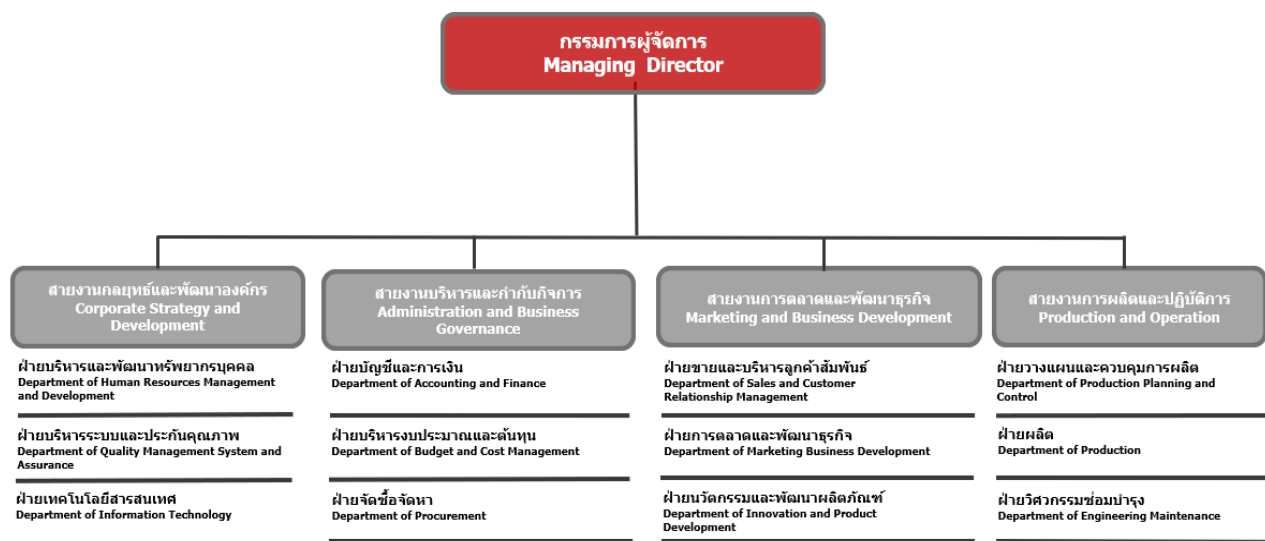 กรรมการผู้จัดการ
Managing Director
สายงานกลยุทธ์และพัฒนาองค์กร
Corporate Strategy and
Development
สายงานบริหารและกำกับกิจการ
Administration and Business
Governance
สายงานการตลาดและพัฒนาธุรกิจ
Marketing and Business Development
สายงานการผลิตและปฏิบัติการ
Production and Operation
ฝ่ายบริหารและพัฒนาทรัพยากรบุคคล
Department of Human Resources Management
and Development
ฝ่ายบริหารระบบและประกันคุณภาพ
Department of Quality Management System and
Assurance
ฝ่ายเทคโนโลยีสารสนเทศ
Department of Information Technology
ฝ่ายบัญชีและการเงิน
Department of Accounting and Finance
ฝ่ายบริหารงบประมาณและต้นทุน
Department of Budget and Cost Management
ฝ่ายจัดซื้อจัดหา
Department of Procurement
ฝ่ายขายและบริหารลูกค้าสัมพันธ์
Department of Sales and Customer
Relationship Management
ฝ่ายการตลาดและพัฒนาธุรกิจ
Department of Marketing Business Development
ฝ่ายนวัตกรรมและพัฒนาผลิตภัณฑ์
Department of Innovation and Product
Development
ฝ่ายวางแผนและควบคุมการผลิต
Department of Production Planning and
Control
ฝ่ายผลิต
Department of Production
ฝ่ายวิศวกรรมซ่อมบำรุง
Department of Engineering Maintenance